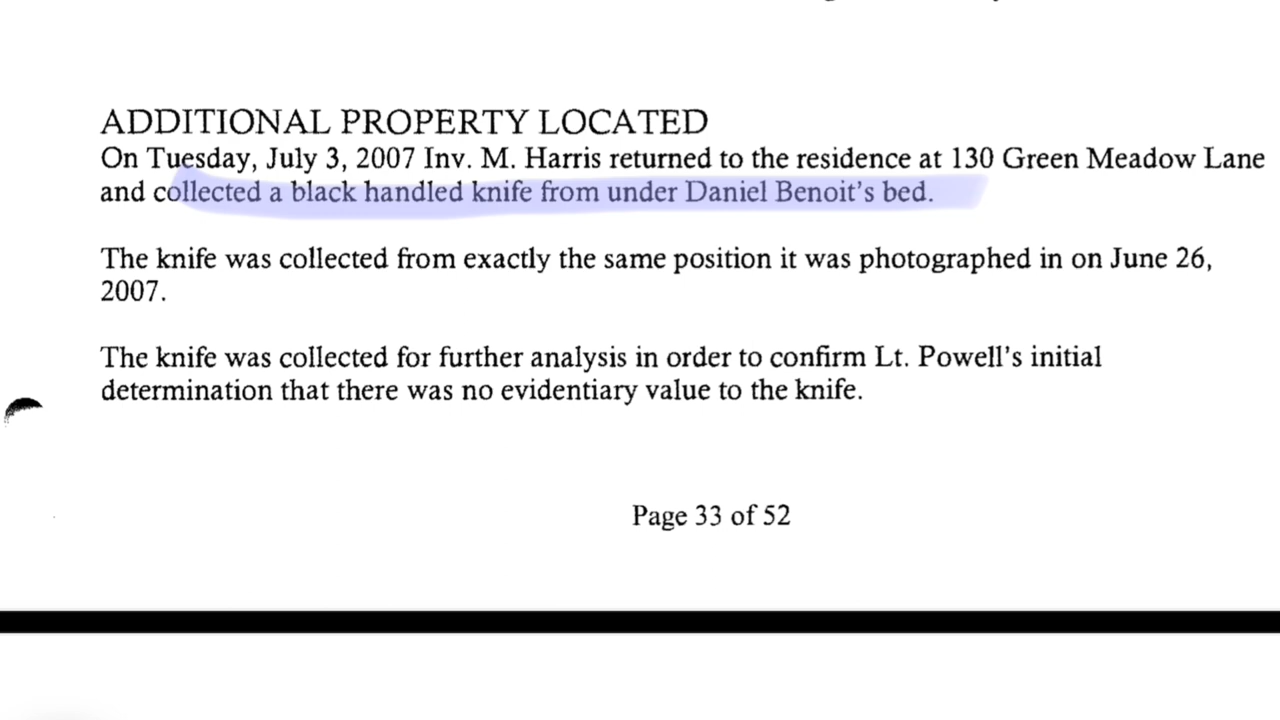 ADDITIONAL PROPERTY LOCATED
On Tuesday, July 3, 2007 Inv. M. Harris returned to the residence at 130 Green Meadow Lane
and collected a black handled knife from under Daniel Benoit's bed.
The knife was collected from exactly the same position it was photographed in on June 26,
2007.
The knife was collected for further analysis in order to confirm Lt. Powell's initial
determination that there was no evidentiary value to the knife.
Page 33 of 52